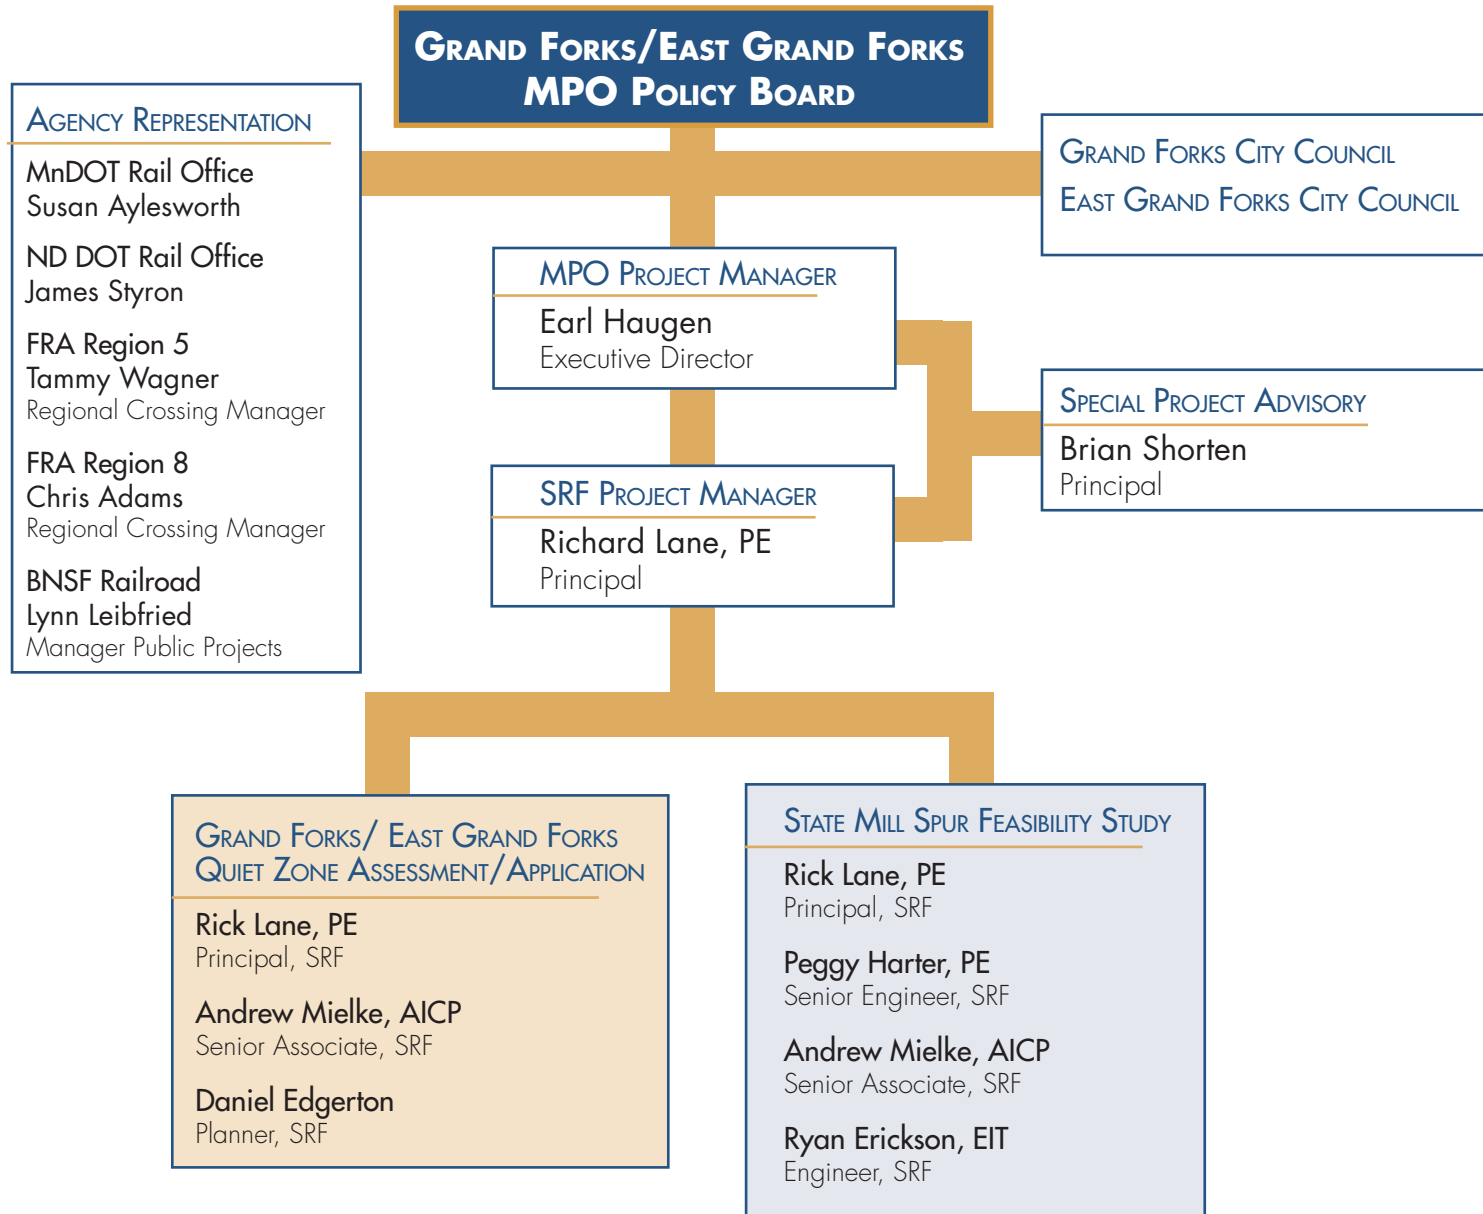 Grand Forks/East Grand Forks
MPO Policy Board
Agency Representation
MnDOT Rail Office
Susan Aylesworth
ND DOT Rail Office
James Styron
FRA Region 5
Tammy Wagner
Regional Crossing Manager
FRA Region 8
Chris Adams
Regional Crossing Manager
BNSF Railroad
Lynn Leibfried
Manager Public Projects
Grand Forks City Council
East Grand Forks City Council
MPO Project Manager
Earl Haugen
Executive Director
Special Project Advisory
Brian Shorten
Principal
SRF Project Manager
Richard Lane, PE
Principal
Grand Forks/ East Grand Forks
Quiet Zone Assessment/Application
Rick Lane, PE
Principal, SRF
Andrew Mielke, AICP
Senior Associate, SRF
Daniel Edgerton
Planner, SRF
State Mill Spur Feasibility Study
Rick Lane, PE
Principal, SRF
Peggy Harter, PE
Senior Engineer, SRF
Andrew Mielke, AICP
Senior Associate, SRF
Ryan Erickson, EIT
Engineer, SRF